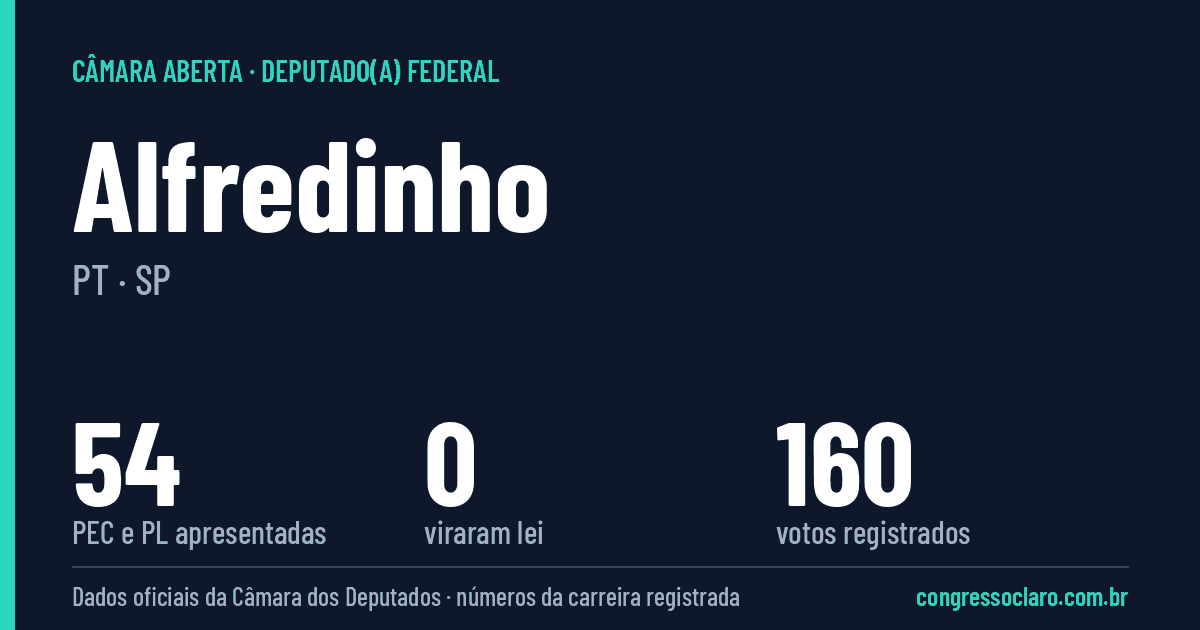 CÂMARA ABERTA · DEPUTADO(A) FEDERAL
Alfredinho
PT · SP
54 0 160
PEC e PL apresentadas viraram lei votos registrados
Dados oficiais da Câmara dos Deputados · números da carreira registrada congressoclaro.com.br